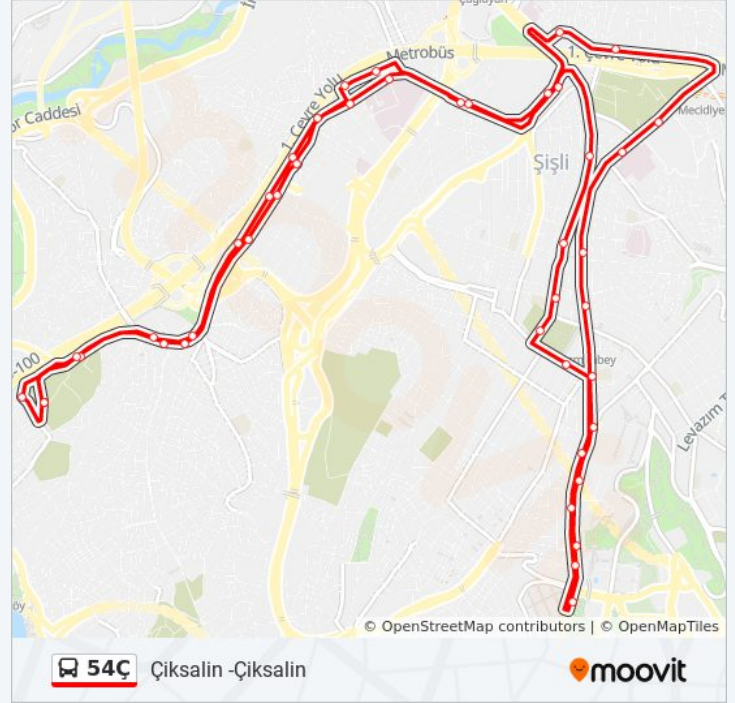 Çağlayan
Metrobüs
1. Çevre Yolu
1. Çevre Yolu
or Caddesi
Mecidiye
Şişli
-100
Levazım T
köy
© OpenStreetMap contributors | © OpenMapTiles
54Ç Çiksalin -Çiksalin
moovit